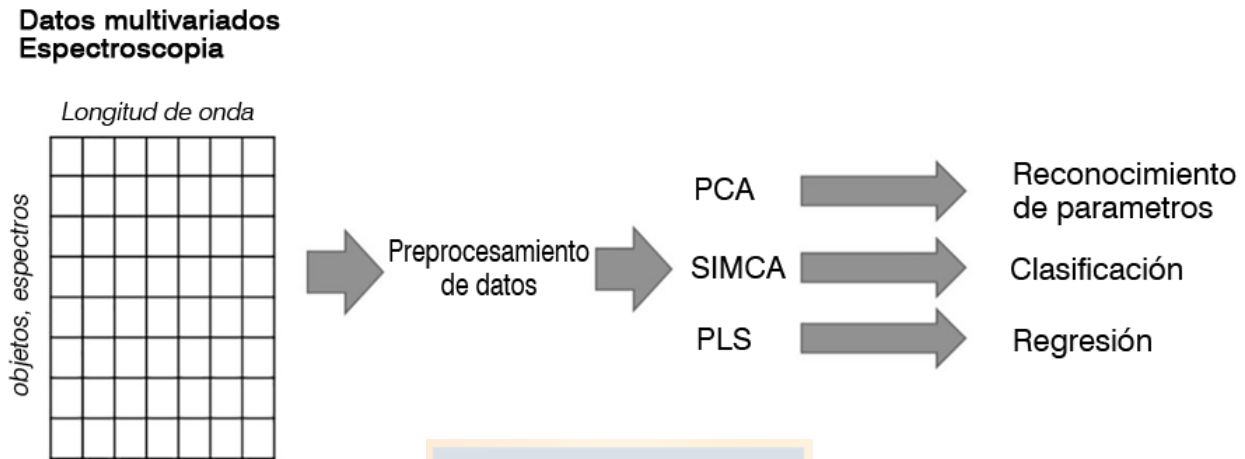 Datos multivariados
Espectroscopia
Longitud de onda
objetos, espectros
Preprocesamiento
de datos
PCA
Reconocimiento
de parametros
SIMCA
Clasificación
PLS
Regresión